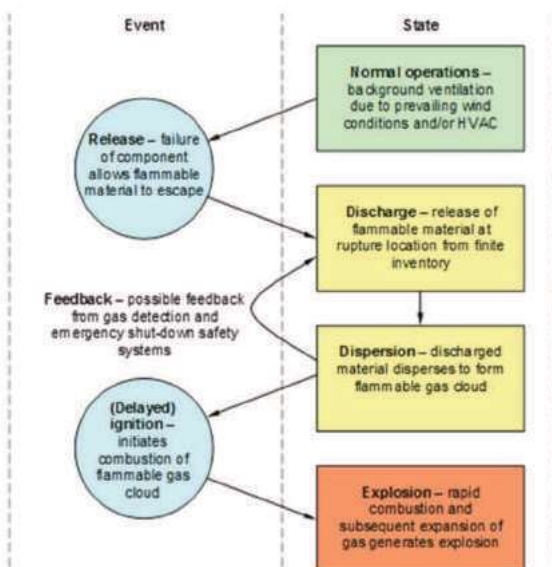 Event
State
Normal operations –
background ventilation
due to prevailing wind
conditions and/or HVAC
Release – failure
of component
allows flammable
material to escape
Discharge – release of
flammable material at
rupture location from finite
inventory
Feedback – possible feedback
from gas detection and
emergency shut-down safety
systems
Dispersion – discharged
material disperses to form
flammable gas cloud
(Delayed)
ignition –
initiates
combustion of
flammable gas
cloud
Explosion – rapid
combustion and
subsequent expansion of
gas generates explosion